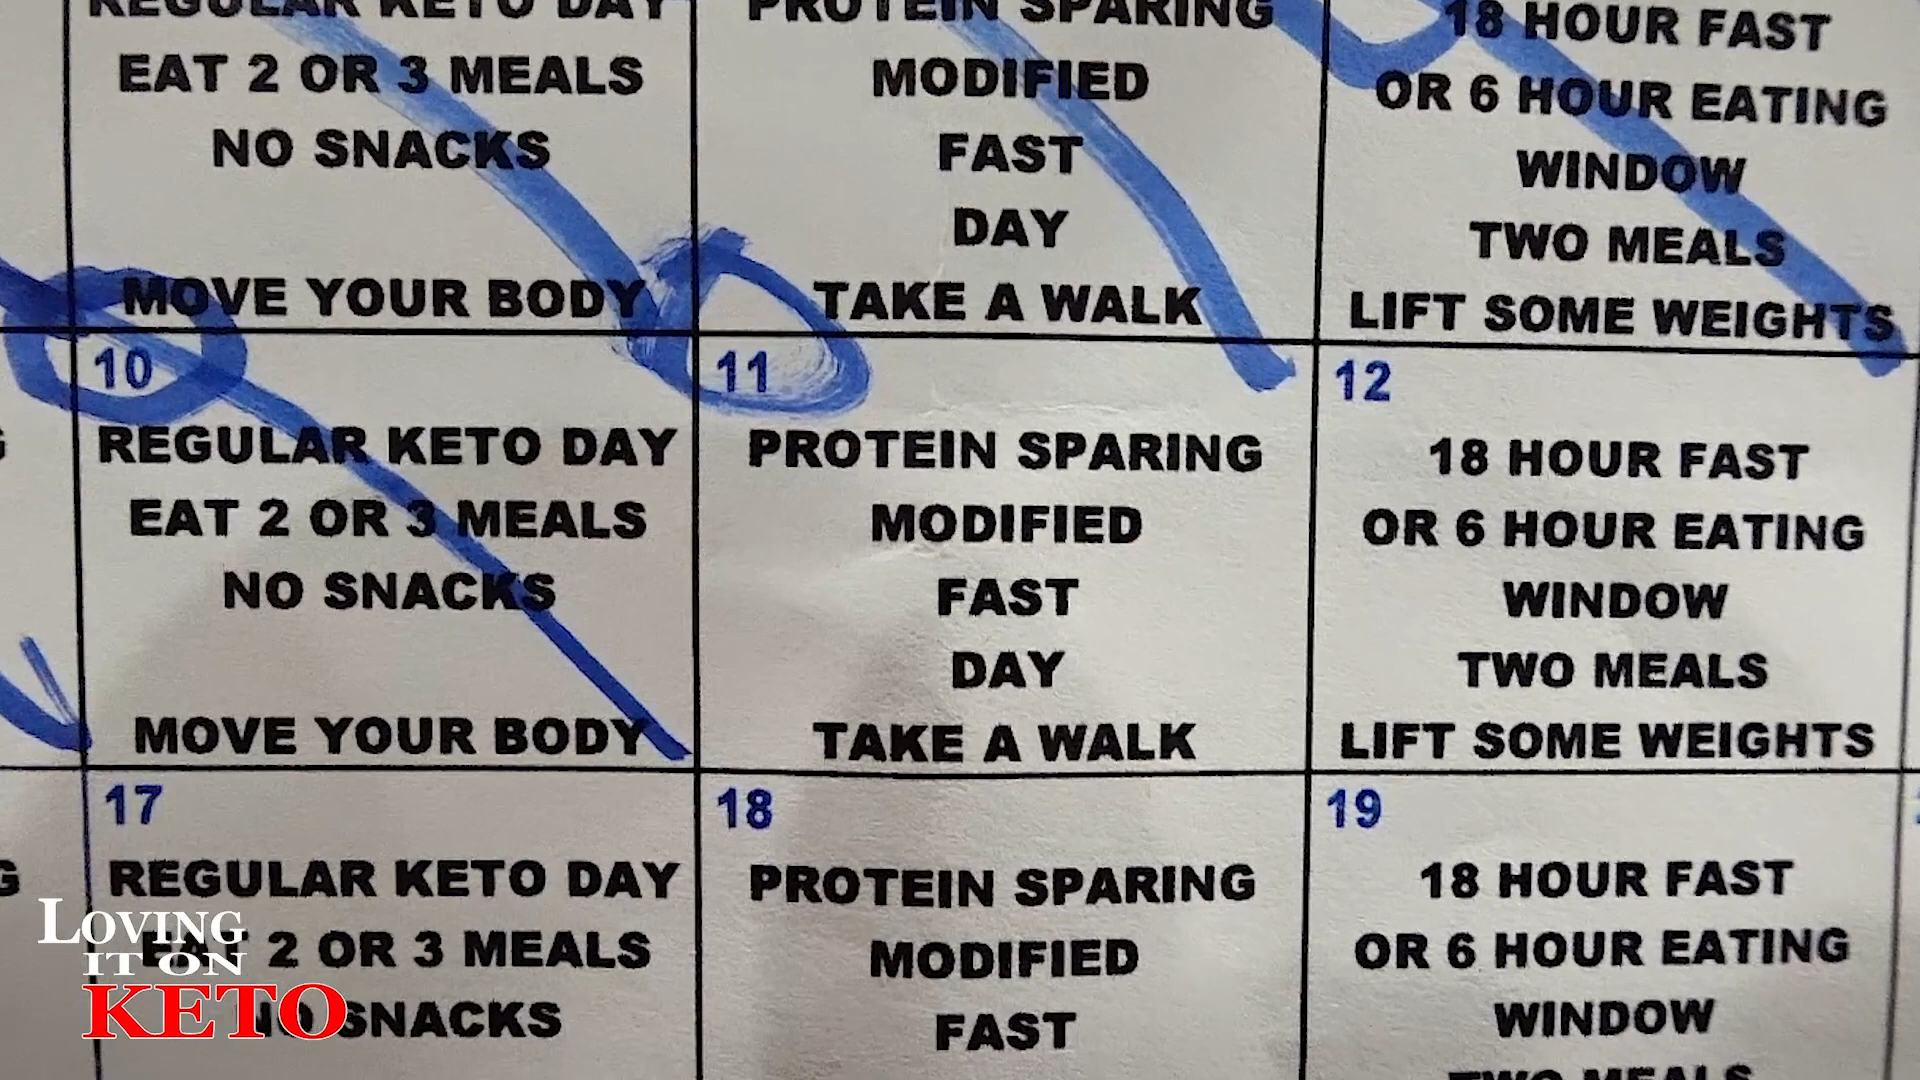 REGULAR KETO DAY
EAT 2 OR 3 MEALS
NO SNACKS
MOVE YOUR BODY
PROTEIN SPARING
MODIFIED
FAST
DAY
TAKE A WALK
18 HOUR FAST
OR 6 HOUR EATING
WINDOW
TWO MEALS
LIFT SOME WEIGHTS
10
REGULAR KETO DAY
EAT 2 OR 3 MEALS
NO SNACKS
MOVE YOUR BODY
11
PROTEIN SPARING
MODIFIED
FAST
DAY
TAKE A WALK
12
18 HOUR FAST
OR 6 HOUR EATING
WINDOW
TWO MEALS
LIFT SOME WEIGHTS
17
REGULAR KETO DAY
EAT 2 OR 3 MEALS
NO SNACKS
18
PROTEIN SPARING
MODIFIED
FAST
19
18 HOUR FAST
OR 6 HOUR EATING
WINDOW
TWO MEALS
LOVING
IT ON
KETO